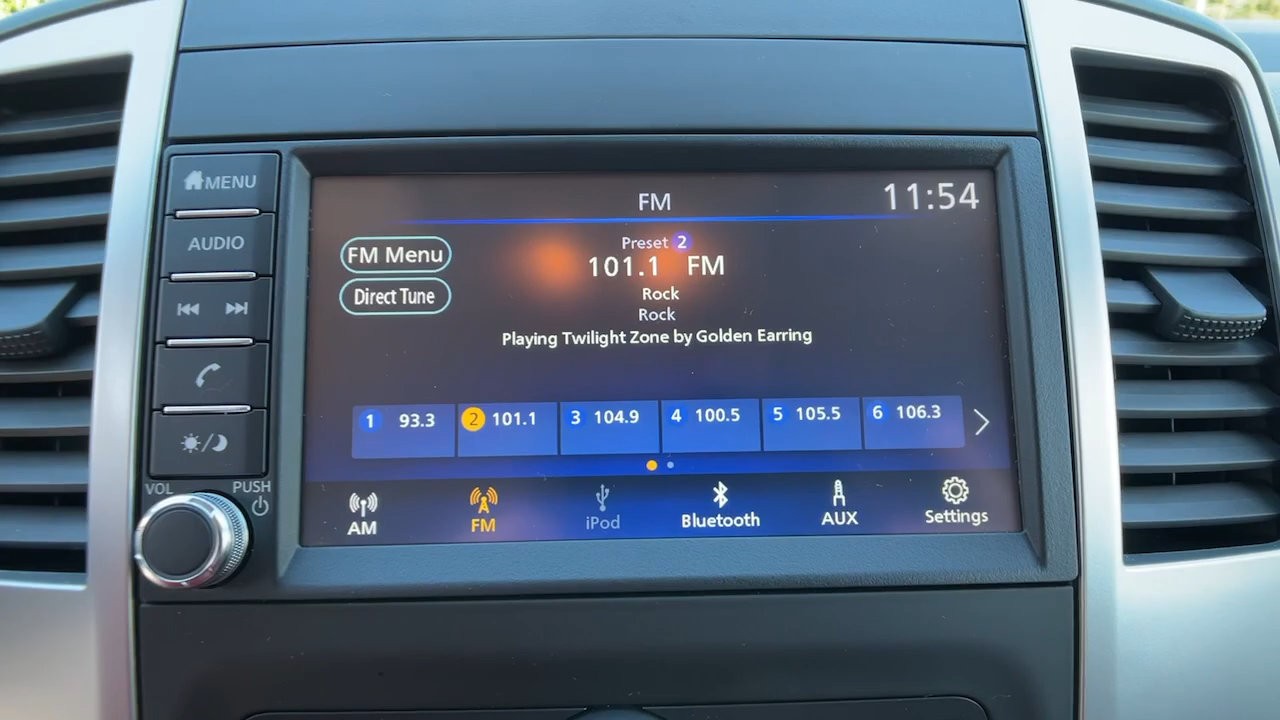 MENU
AUDIO
VOL
PUSH
FM
11:54
FM Menu
Direct Tune
Preset 2
101.1 FM
Rock
Rock
Playing Twilight Zone by Golden Earring
1 93.3
2 101.1
3 104.9
4 100.5
5 105.5
6 106.3
AM
FM
iPod
Bluetooth
AUX
Settings